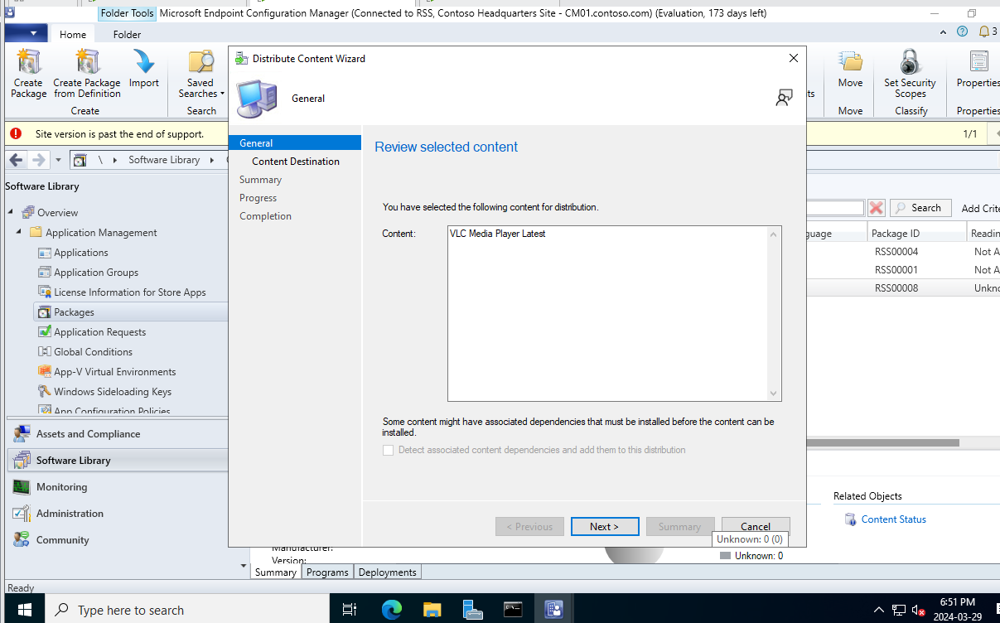 Folder Tools Microsoft Endpoint Configuration Manager (Connected to RSS, Contoso Headquarters Site - CM01.contoso.com) (Evaluation, 173 days left)
Home Folder
3
Create Package
Create Package from Definition
Import
Saved Searches
Create
Search
Move
Set Security Scopes
Properties
Move
Classify
Properties
Site version is past the end of support.
1/1
\ Software Library
Software Library
Overview
Application Management
Applications
Application Groups
License Information for Store Apps
Packages
Application Requests
Global Conditions
App-V Virtual Environments
Windows Sideloading Keys
App Configuration Policies
Assets and Compliance
Software Library
Monitoring
Administration
Community
Distribute Content Wizard
General
General
Content Destination
Summary
Progress
Completion
Review selected content
You have selected the following content for distribution.
Content:
VLC Media Player Latest
Some content might have associated dependencies that must be installed before the content can be
installed.
Detect associated content dependencies and add them to this distribution
< Previous
Next >
Summary
Cancel
Unknown: 0 (0)
Search
Package ID
RSS00004
RSS00001
RSS00008
Related Objects
Content Status
Manufacturer:
Version:
Unknown: 0
Summary Programs Deployments
Ready
Type here to search
6:51 PM
2024-03-29